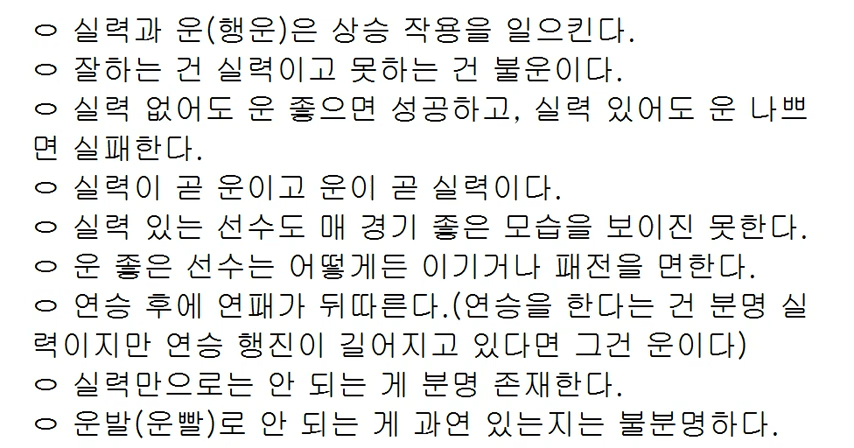 ㅇ 실력과 운(행운)은 상승 작용을 일으킨다.
ㅇ 잘하는 건 실력이고 못하는 건 불운이다.
ㅇ 실력 없어도 운 좋으면 성공하고, 실력 있어도 운 나쁘
면 실패한다.
ㅇ 실력이 곧 운이고 운이 곧 실력이다.
ㅇ 실력 있는 선수도 매 경기 좋은 모습을 보이진 못한다.
ㅇ 운 좋은 선수는 어떻게든 이기거나 패전을 면한다.
ㅇ 연승 후에 연패가 뒤따른다.(연승을 한다는 건 분명 실
력이지만 연승 행진이 길어지고 있다면 그건 운이다)
ㅇ 실력만으로는 안 되는 게 분명 존재한다.
ㅇ 운발(운빨)로 안 되는 게 과연 있는지는 불분명하다.